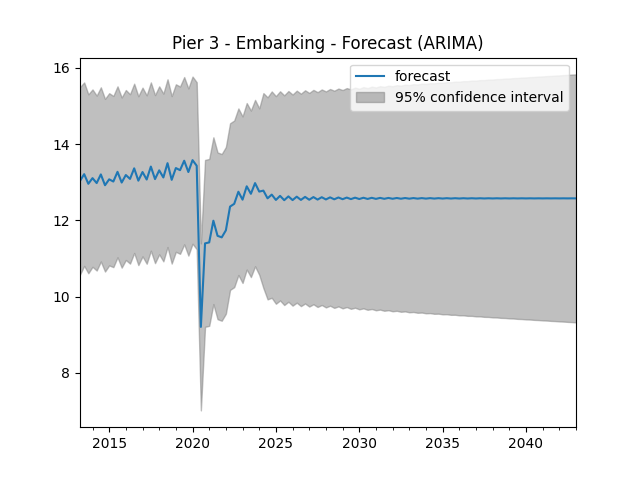 Pier 3 - Embarking - Forecast (ARIMA)
forecast
95% confidence interval
16
14
12
10
8
2015 2020 2025 2030 2035 2040